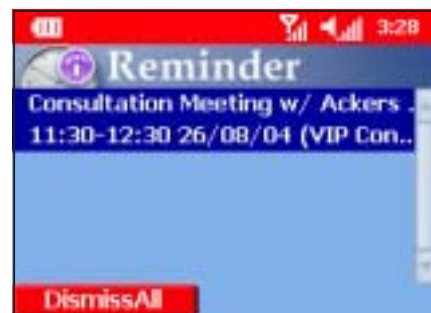 3:28
Reminder
Consultation Meeting w/ Ackers .
11:30-12:30 26/08/04 (VIP Con..
DismissAll